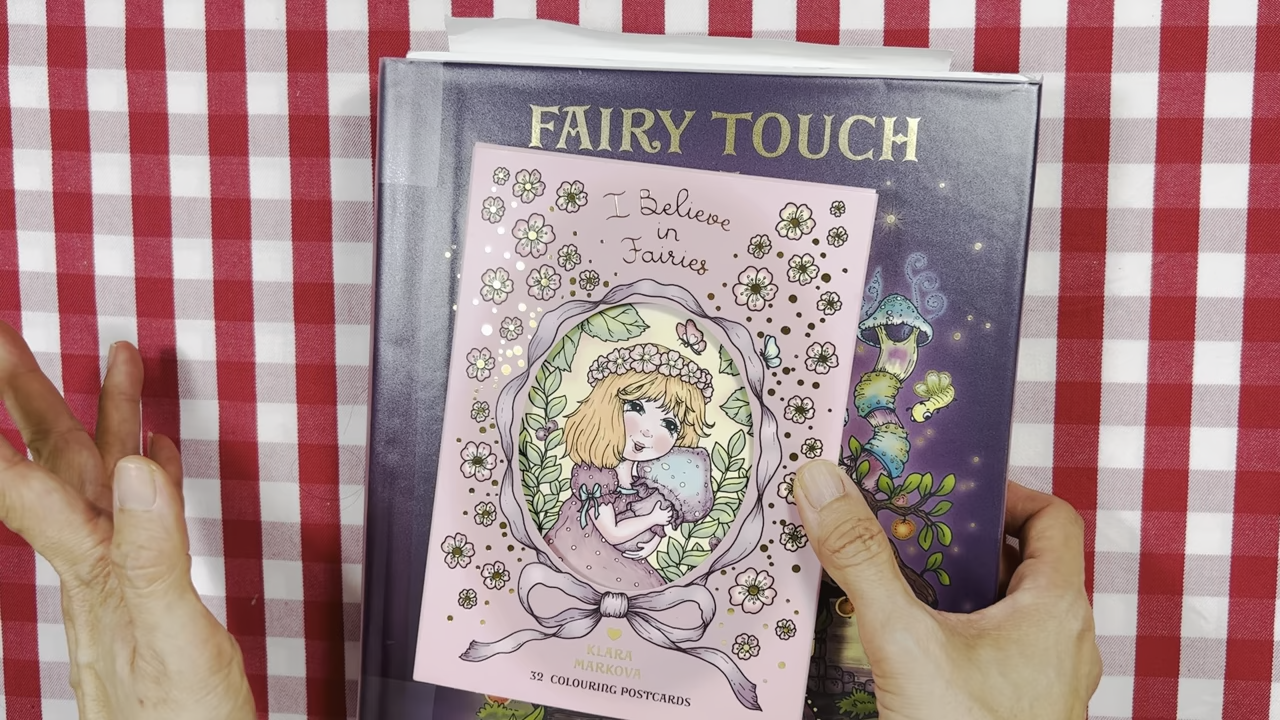 FAIRY TOUCH
I Believe
in
Fairies
KLARA
MARKOVA
32 COLOURING POSTCARDS